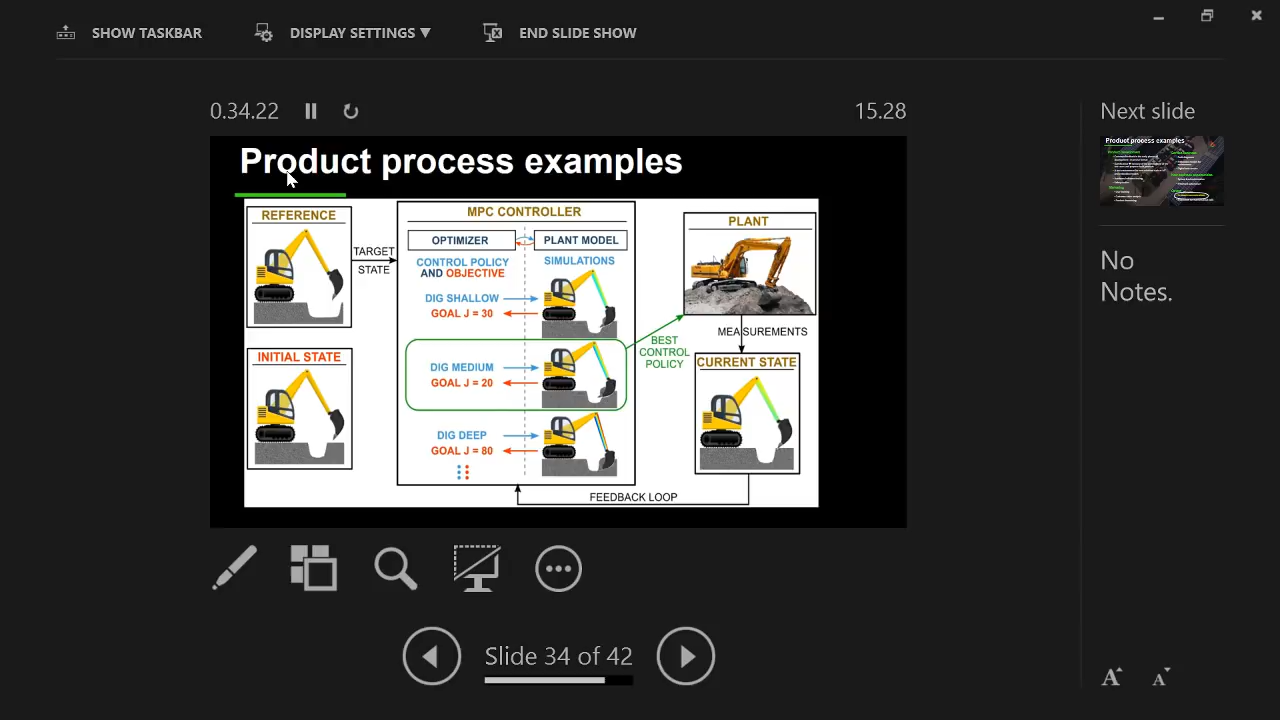 SHOW TASKBAR
DISPLAY SETTINGS ▼
END SLIDE SHOW
0.34.22
15.28
Next slide
Product process examples
Product process examples
REFERENCE
TARGET
STATE
INITIAL STATE
MPC CONTROLLER
OPTIMIZER
PLANT MODEL
CONTROL POLICY
AND OBJECTIVE
SIMULATIONS
DIG SHALLOW
GOAL J = 30
DIG MEDIUM
GOAL J = 20
DIG DEEP
GOAL J = 80
BEST
CONTROL
POLICY
PLANT
MEASUREMENTS
CURRENT STATE
FEEDBACK LOOP
No
Notes.
Slide 34 of 42
A
A